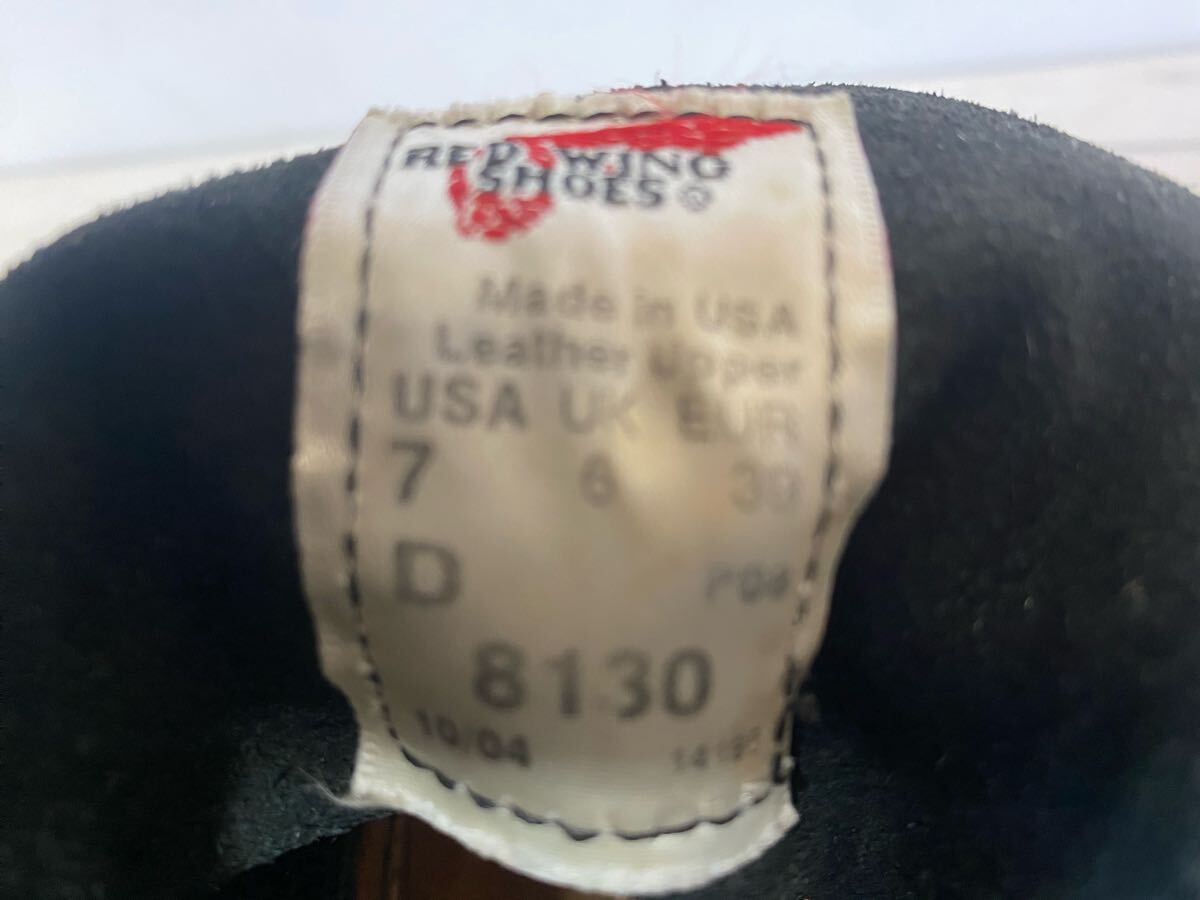 RED WING
SHOES ®
Made in USA
Leather Upper
USA UK EUR
7 6 39
D
8130
10/04